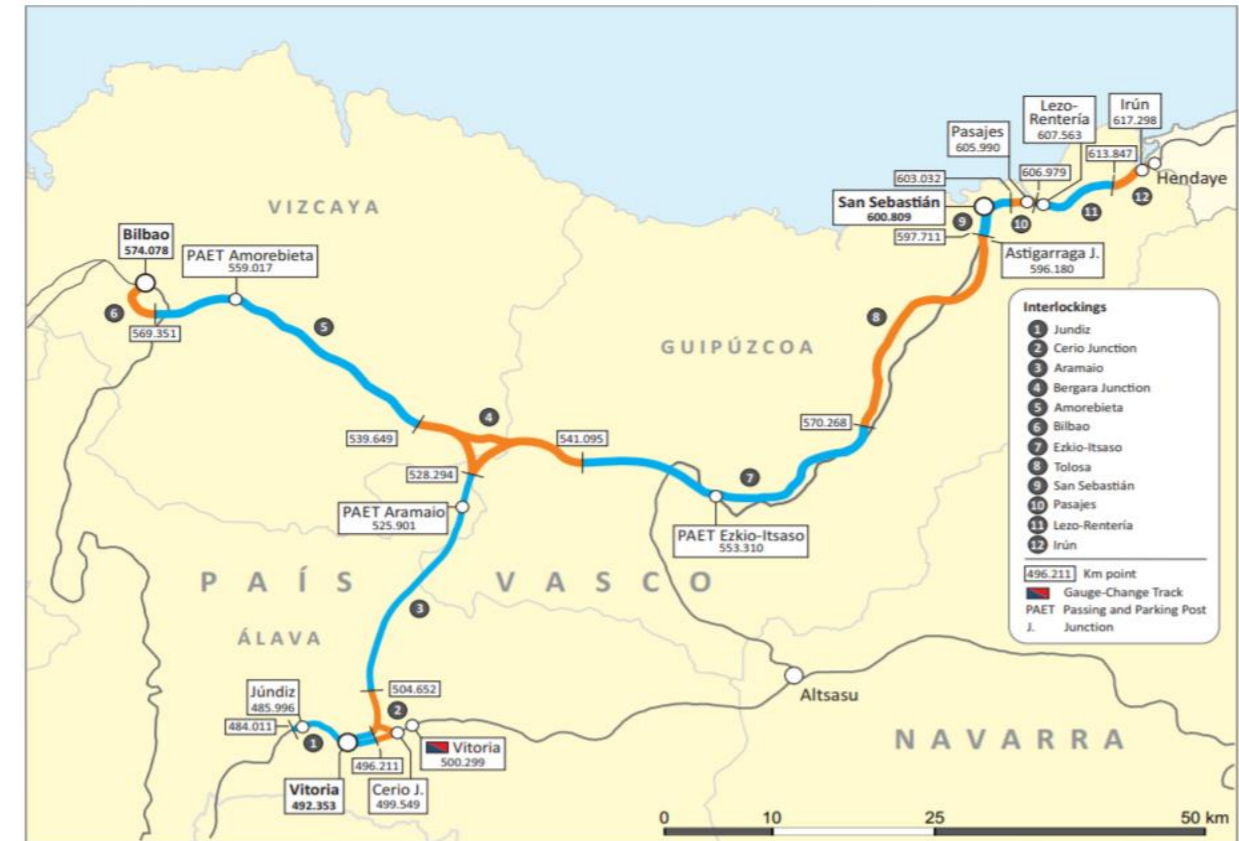 Lezo-
Rentería
607.563
Irún
617.298
Pasajes
605.990
613.847
606.979
603.032
Hendaye
San Sebastián
600.809
597.711
9
10
11
12
Astigarraga J.
596.180
VIZCAYA
Bilbao
574.078
PAET Amorebieta
559.017
6
569.351
5
8
GUIPÚZCOA
4
539.649
541.095
570.268
528.294
7
PAET Aramaio
525.901
PAET Ezkio-Itsaso
553.310
PAÍS VASCO
3
ÁLAVA
504.652
Júndiz
485.996
484.011
1
2
Vitoria
500.299
496.211
Vitoria
492.353
Cerio J.
499.549
Altsasu
NAVARRA
Interlockings
1 Jundiz
2 Cerio Junction
3 Aramaio
4 Bergara Junction
5 Amorebieta
6 Bilbao
7 Ezkio-Itsaso
8 Tolosa
9 San Sebastián
10 Pasajes
11 Lezo-Rentería
12 Irún
496.211 Km point
Gauge-Change Track
PAET Passing and Parking Post
J. Junction
0 10 25 50 km